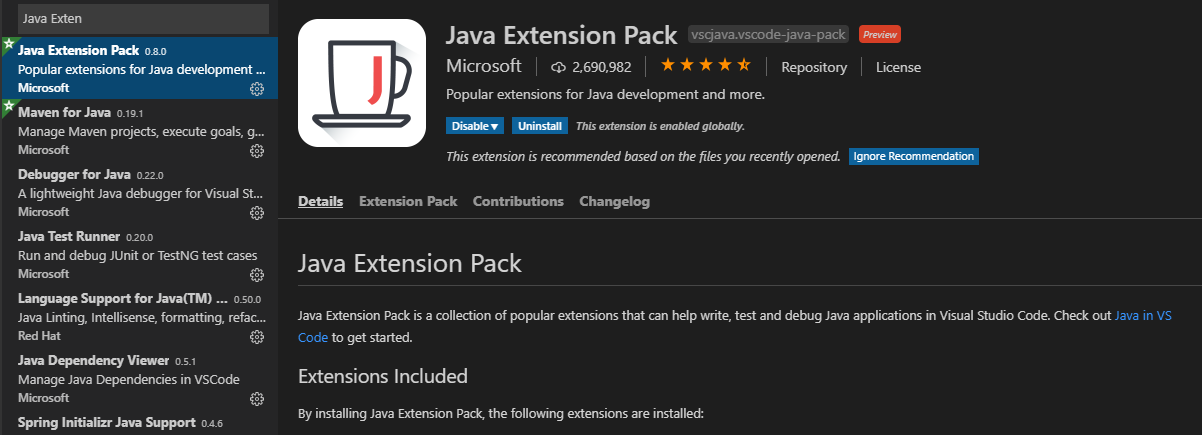 Java Exten
Java Extension Pack 0.8.0
Popular extensions for Java development ...
Microsoft
Maven for Java 0.19.1
Manage Maven projects, execute goals, g...
Microsoft
Debugger for Java 0.22.0
A lightweight Java debugger for Visual St...
Microsoft
Java Test Runner 0.20.0
Run and debug JUnit or TestNG test cases
Microsoft
Language Support for Java(TM) ... 0.50.0
Java Linting, Intellisense, formatting, refac...
Red Hat
Java Dependency Viewer 0.5.1
Manage Java Dependencies in VSCode
Microsoft
Spring Initializr Java Support 0.4.6
J
Java Extension Pack vscjava.vscode-java-pack Preview
Microsoft 2,690,982 Repository License
Popular extensions for Java development and more.
Disable Uninstall This extension is enabled globally.
This extension is recommended based on the files you recently opened. Ignore Recommendation
Details Extension Pack Contributions Changelog
Java Extension Pack
Java Extension Pack is a collection of popular extensions that can help write, test and debug Java applications in Visual Studio Code. Check out Java in VS
Code to get started.
Extensions Included
By installing Java Extension Pack, the following extensions are installed: